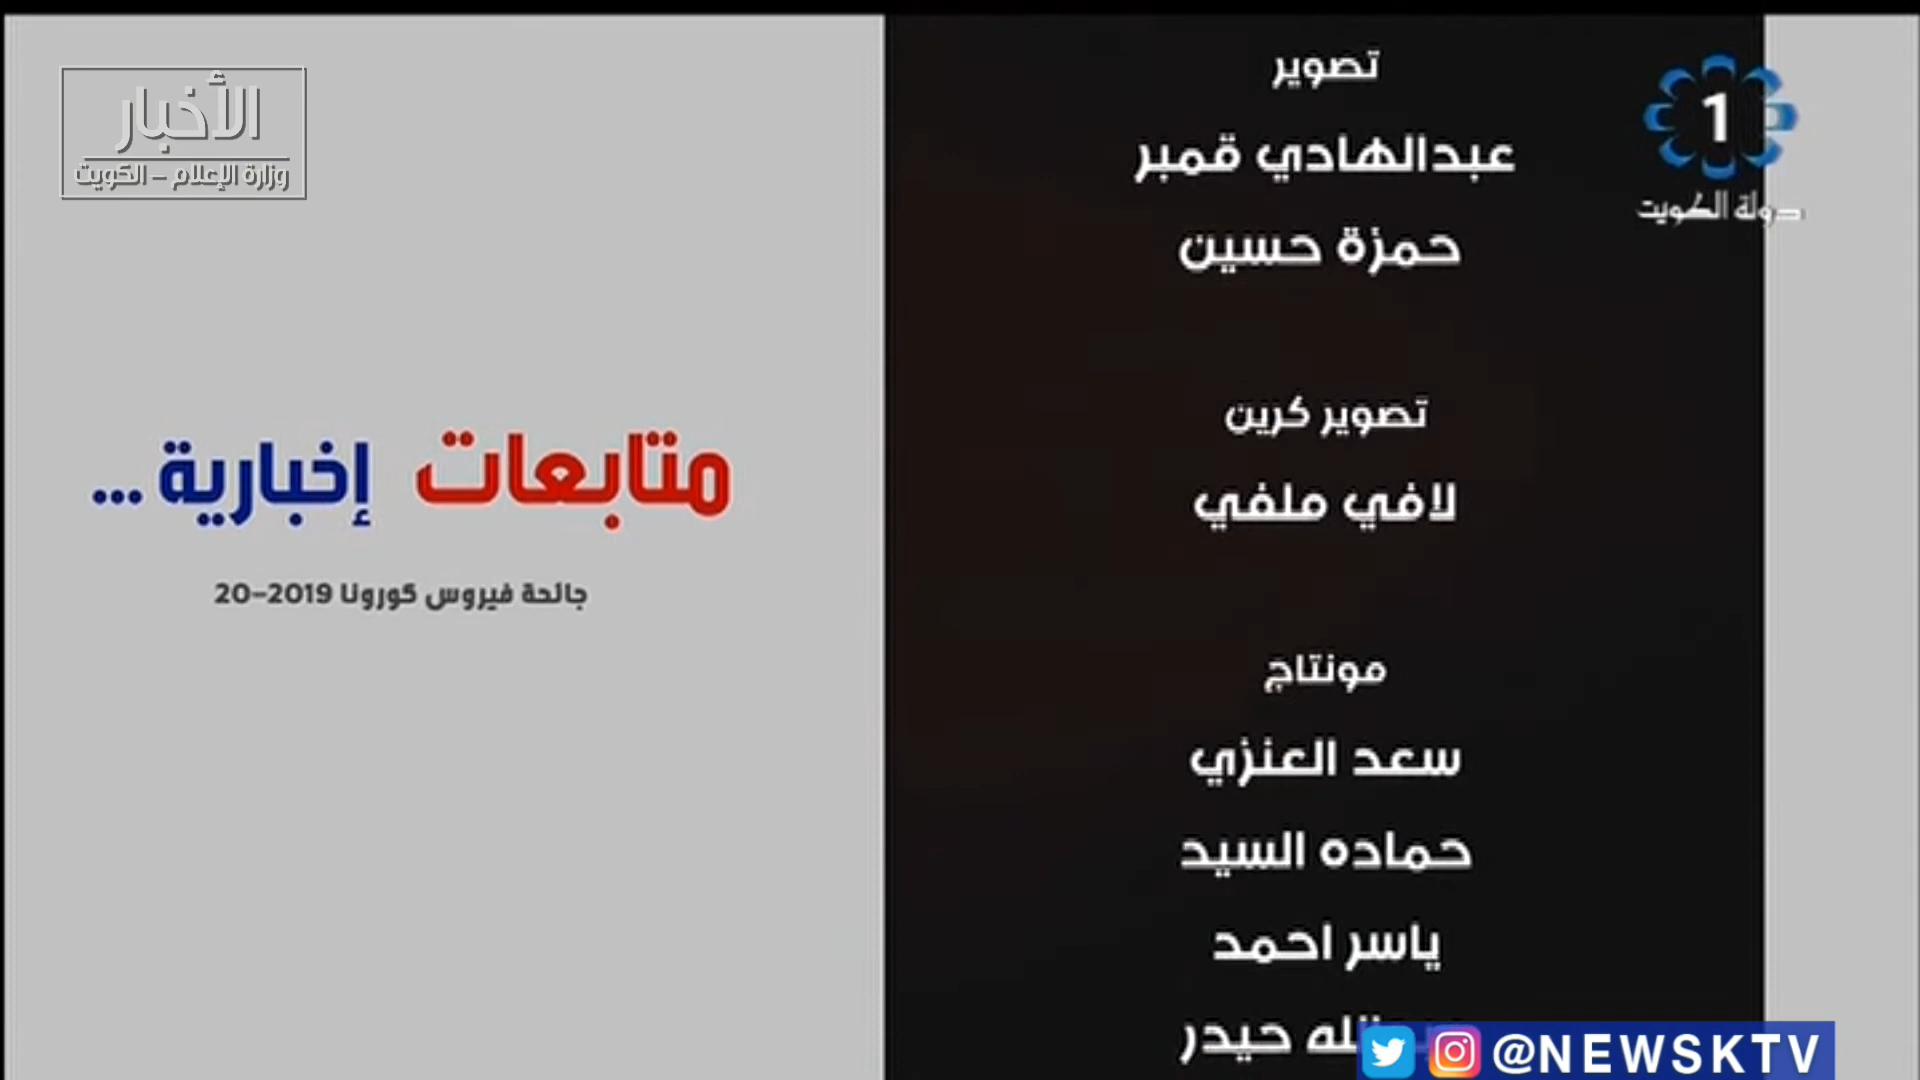 الأخبار
وزارة الإعلام - الكويت
1
دولة الكويت
متابعات إخبارية ...
جائحة فيروس كورونا 2019-20
تصوير
عبدالهادي قمبر
حمزة حسين
تصوير كرين
لافي ملفي
مونتاج
سعد العنزي
حماده السيد
ياسر احمد
حيدر
@NEWSKTV